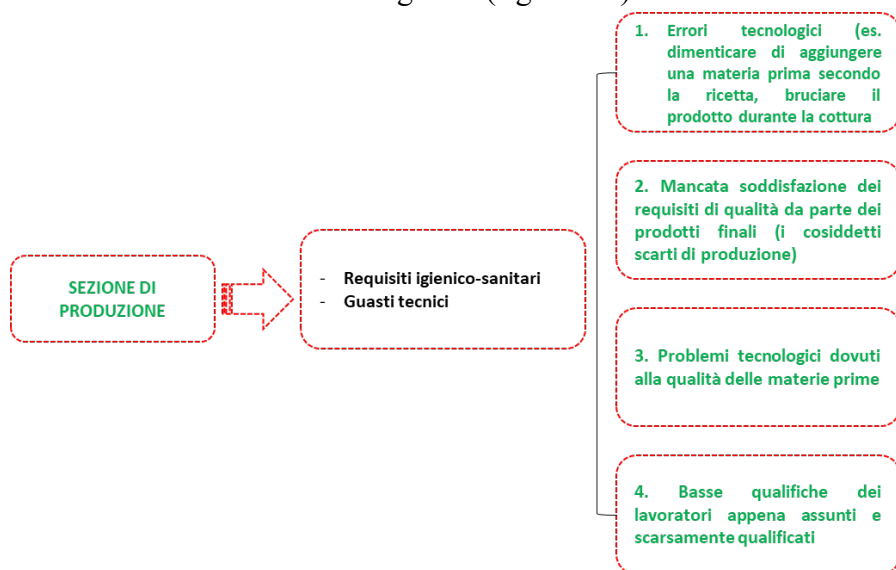 1. Errori tecnologici (es.
dimenticare di aggiungere
una materia prima secondo
la ricetta, bruciare il
prodotto durante la cottura
2. Mancata soddisfazione dei
requisiti di qualità da parte dei
prodotti finali (i cosiddetti
scarti di produzione)
SEZIONE DI
PRODUZIONE
- Requisiti igienico-sanitari
- Guasti tecnici
3. Problemi tecnologici dovuti
alla qualità delle materie prime
4. Basse qualifiche dei
lavoratori appena assunti e
scarsamente qualificati